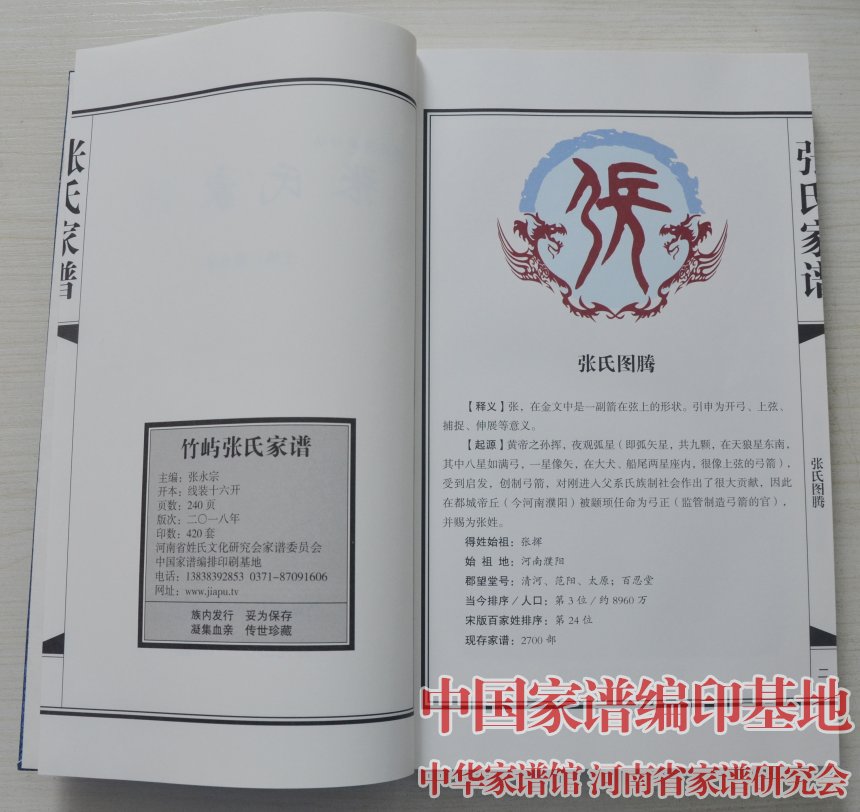 张氏家谱
竹屿张氏家谱
主编：张永宗
开本：线装十六开
页数：240 页
版次：二〇一八年
印数：420 套
河南省姓氏文化研究会家谱委员会
中国家谱编排印刷基地
电话：13838392853 0371-87091606
网址：www.jiapu.tv
族内发行 妥为保存
凝集血亲 传世珍藏
张
张氏图腾
【释义】张，在金文中是一副箭在弦上的形状。引申为开弓、上弦、
捕捉、伸展等意义。
【起源】黄帝之孙挥，夜观弧星（即弧矢星，共九颗，在天狼星东南，
其中八星如满弓，一星像矢，在大犬、船尾两星座内，很像上弦的弓箭），
受到启发，创制弓箭，对刚进入父系氏族制社会作出了很大贡献，因此
在都城帝丘（今河南濮阳）被颛顼任命为弓正（监管制造弓箭的官），
并赐为张姓。
得姓始祖：张挥
始 祖 地：河南濮阳
郡望堂号：清河、范阳、太原；百忍堂
当今排序／人口：第 3 位／约 8960 万
宋版百家姓排序：第 24 位
现存家谱：2700 部
张氏家谱
张氏图腾
二
中国家谱编印基地
中华家谱馆 河南省家谱研究会